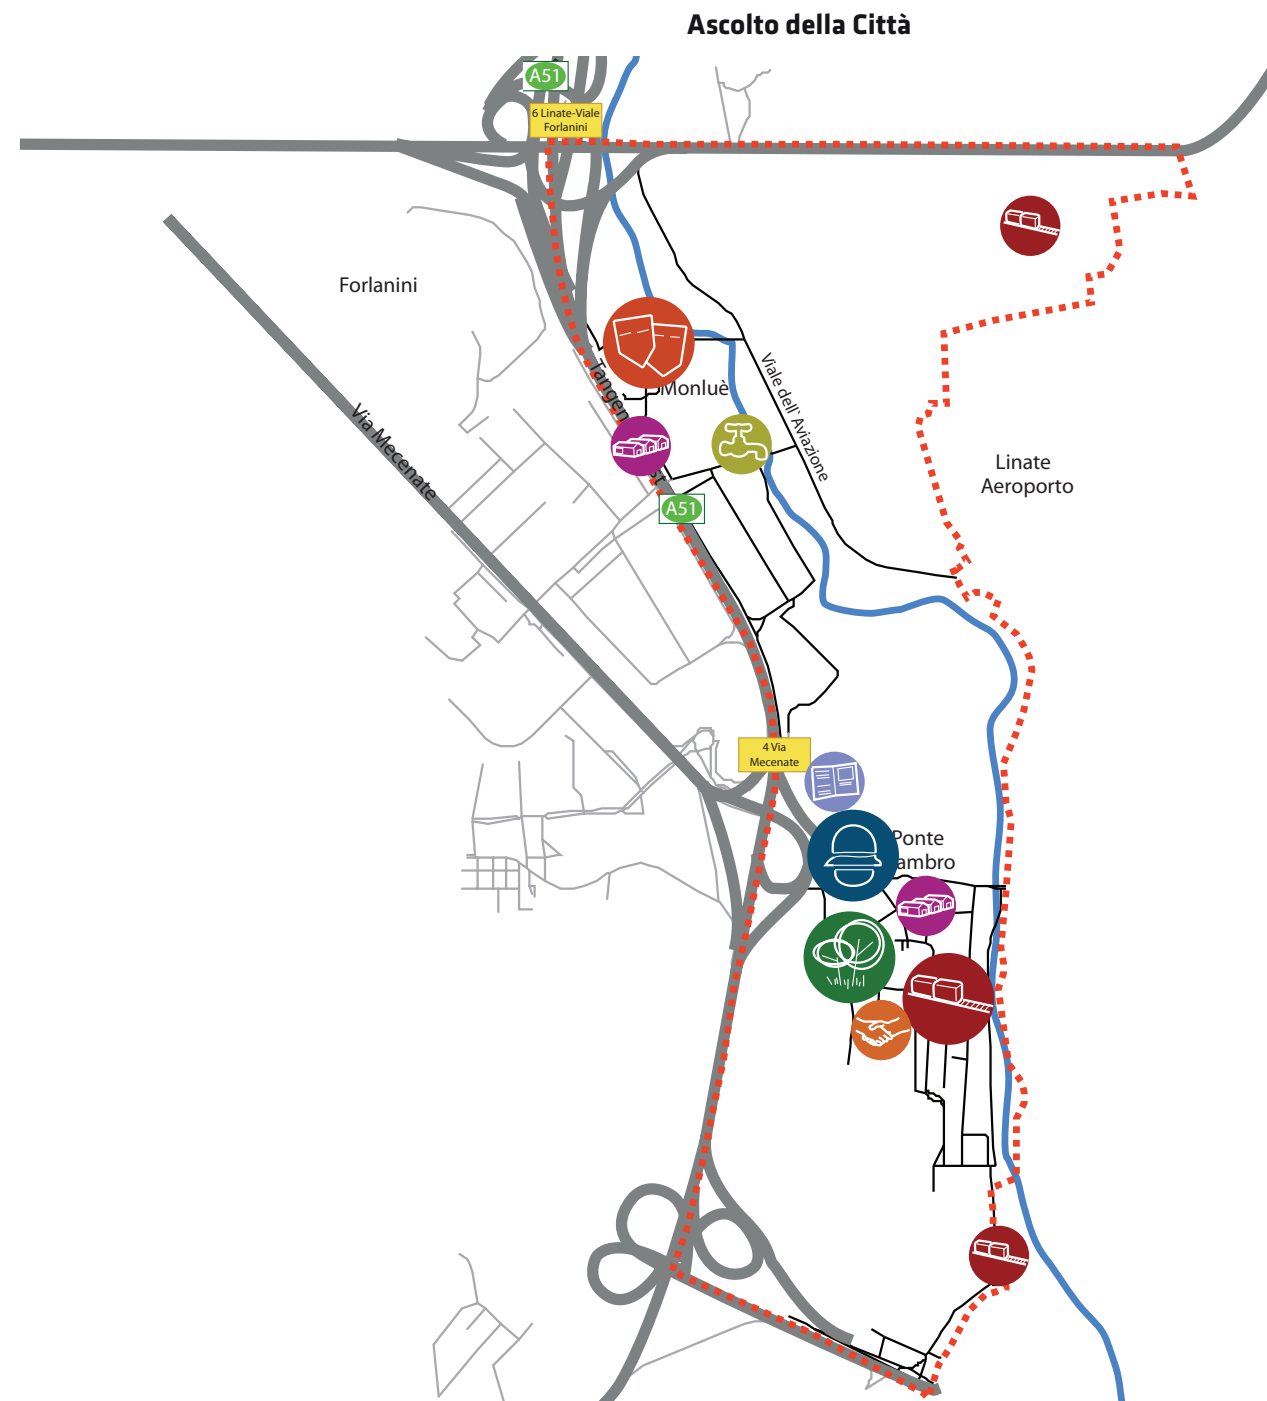 Ascolto della Città
A51
6 Linate-Viale
Forlanini
Forlanini
Monluè
Viale dell`Aviazione
Via Mecenate
Linate
Aeroporto
A51
4 Via
Mecenate
Ponte